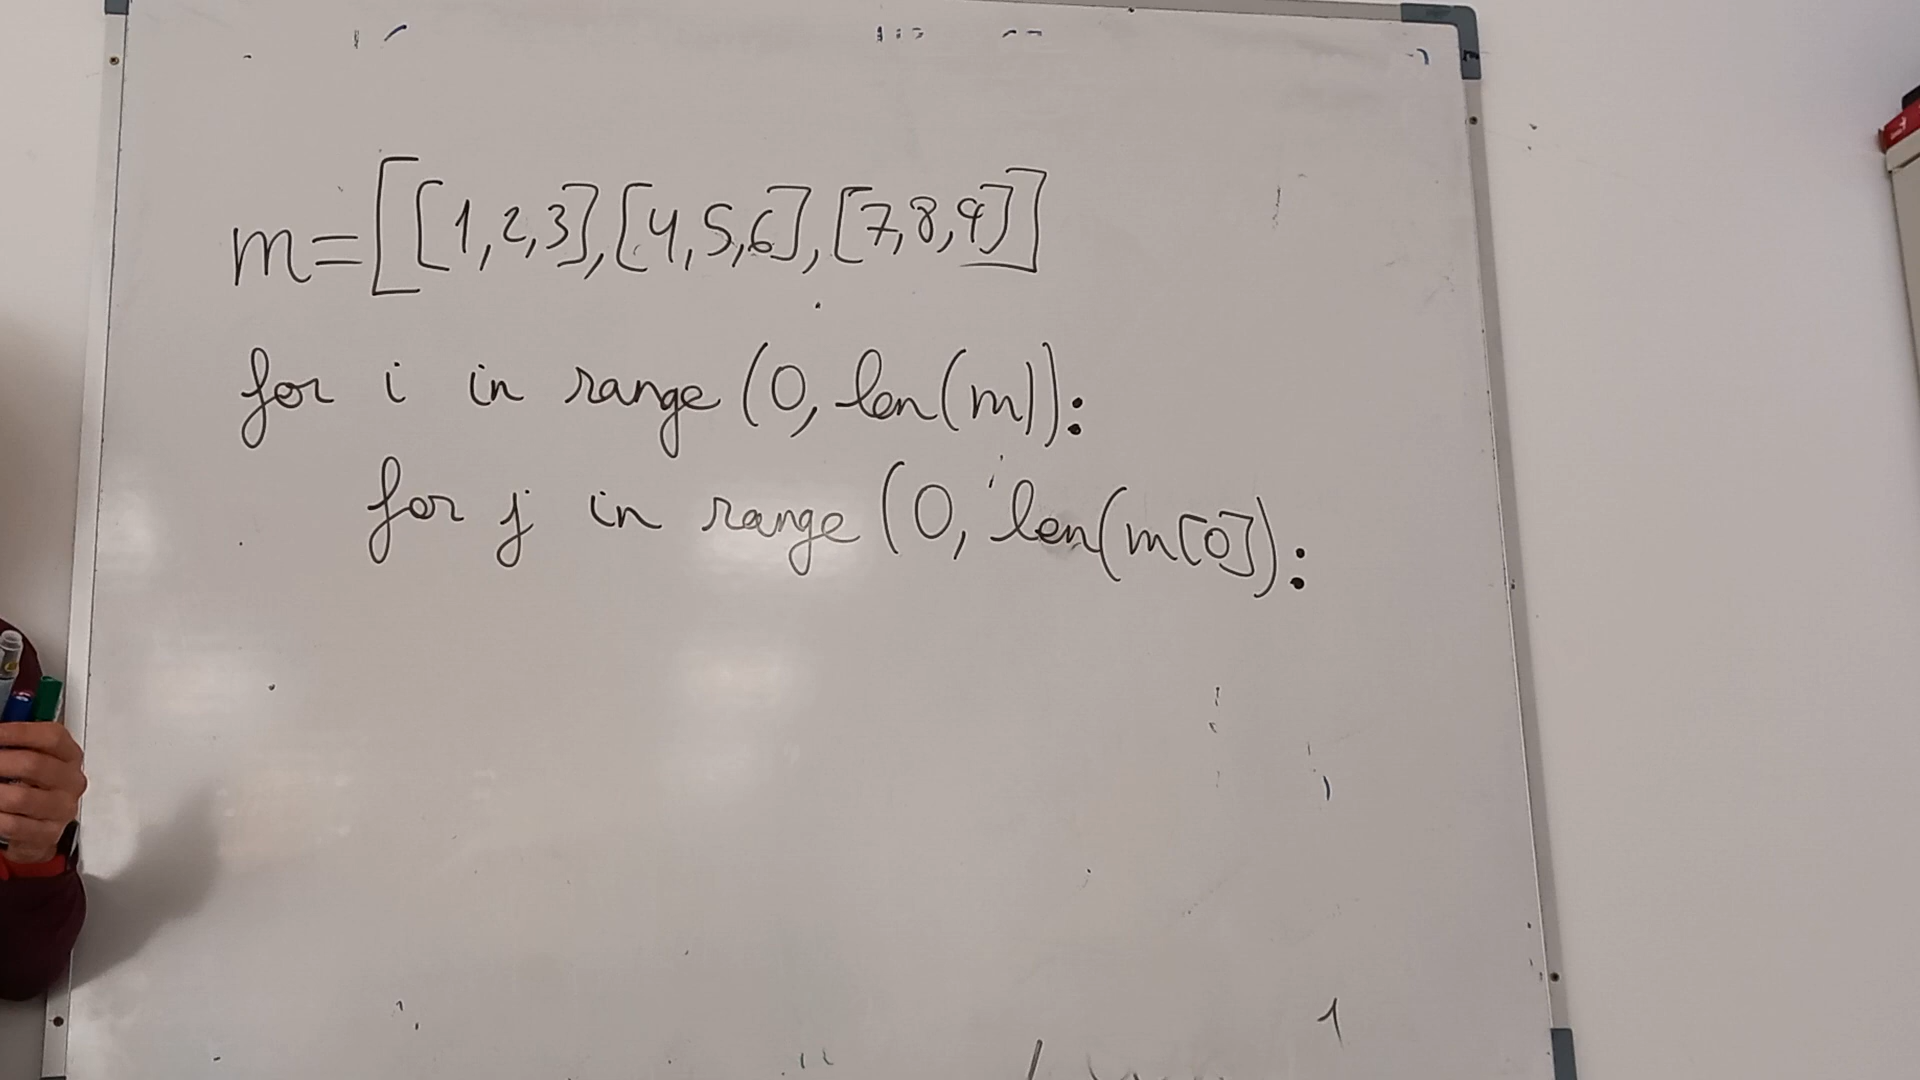 m=[[1,2,3],[4,5,6],[7,8,9]]
for i in range (0, len(m)):
for j in range (0, len(m[0]):
1